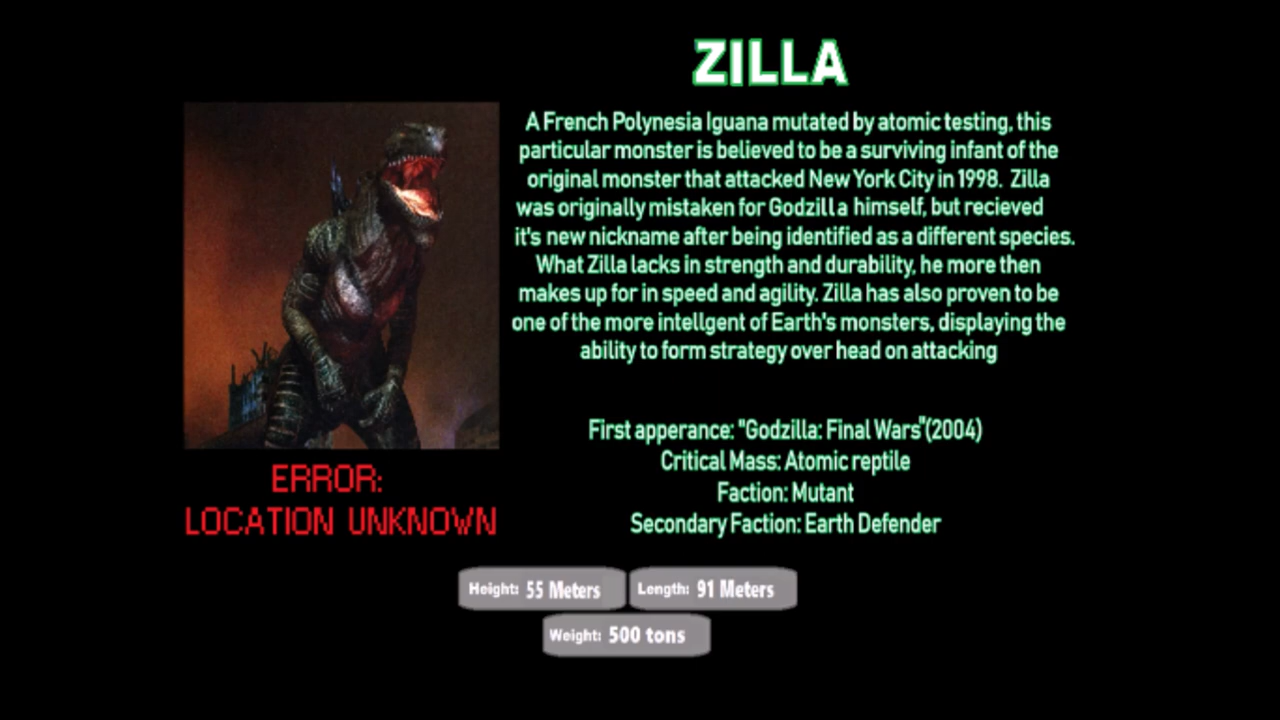 ZILLA
A French Polynesia Iguana mutated by atomic testing, this
particular monster is believed to be a surviving infant of the
original monster that attacked New York City in 1998. Zilla
was originally mistaken for Godzilla himself, but recieved
it's new nickname after being identified as a different species.
What Zilla lacks in strength and durability, he more then
makes up for in speed and agility. Zilla has also proven to be
one of the more intellgent of Earth's monsters, displaying the
ability to form strategy over head on attacking
First apperance: "Godzilla: Final Wars"(2004)
Critical Mass: Atomic reptile
Faction: Mutant
Secondary Faction: Earth Defender
ERROR:
LOCATION UNKNOWN
Height: 55 Meters
Length: 91 Meters
Weight: 500 tons